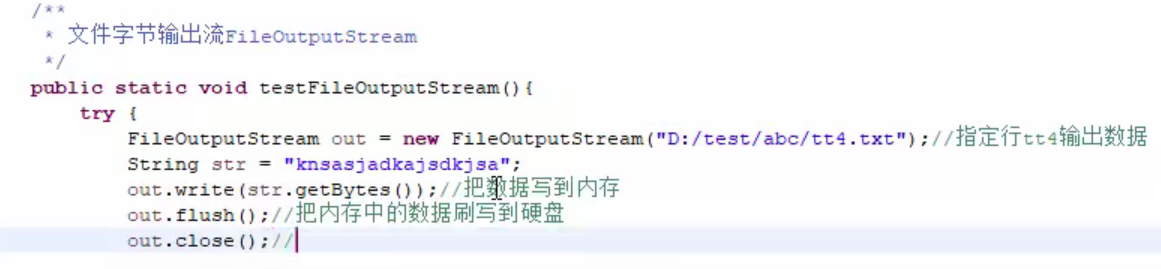 /**
 * 文件字节输出流FileOutputStream
 */
public static void testFileOutputStream(){
try {
FileOutputStream out = new FileOutputStream("D:/test/abc/tt4.txt");//指定行tt4输出数据
String str = "knsasjadkajsdkjsa";
out.write(str.getBytes());//把数据写到内存
out.flush();//把内存中的数据刷写到硬盘
out.close();//